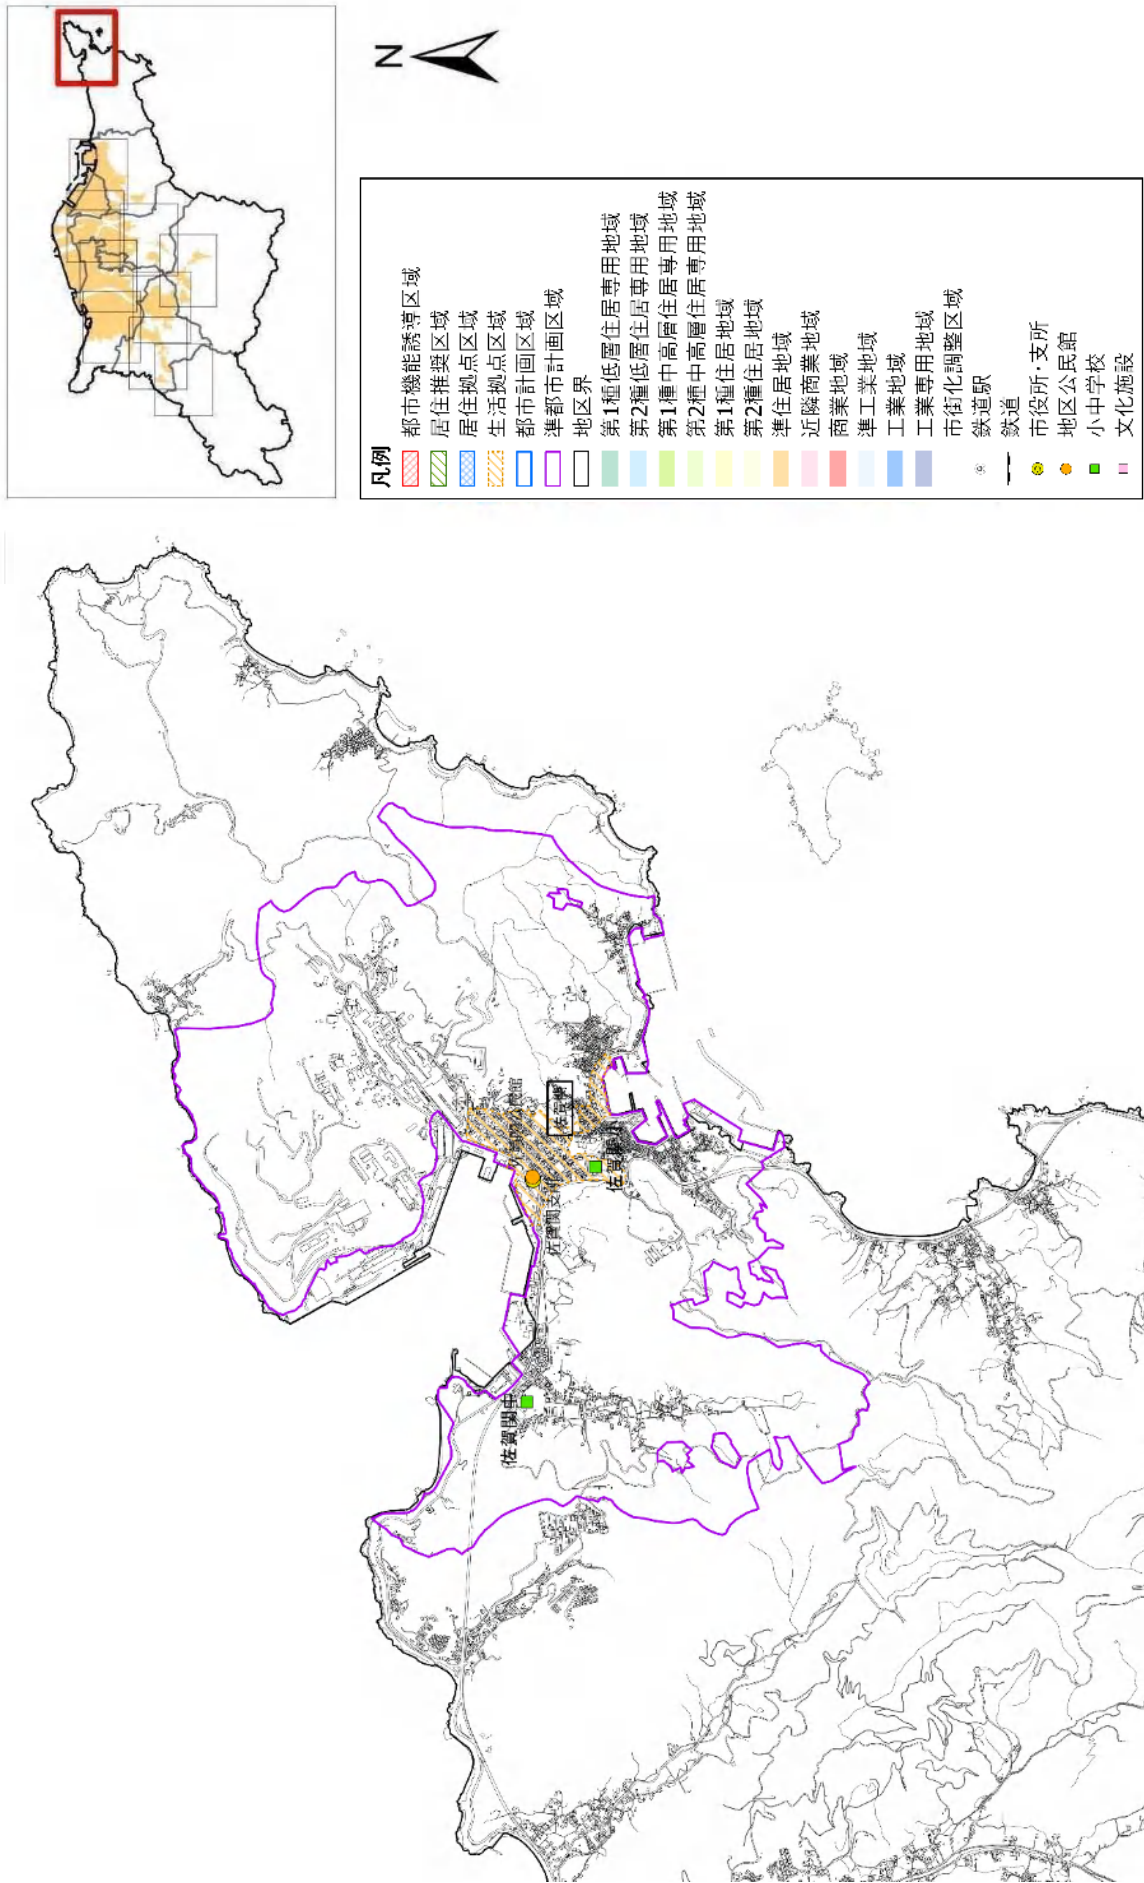 N
凡例
都市機能誘導区域
居住推奨区域
居住拠点区域
生活拠点区域
都市計画区域
準都市計画区域
地区界
第1種低層住居専用地域
第2種低層住居専用地域
第1種中高層住居専用地域
第2種中高層住居専用地域
第1種住居地域
第2種住居地域
準住居地域
近隣商業地域
商業地域
準工業地域
工業地域
工業専用地域
市街化調整区域
鉄道駅
鉄道
市役所・支所
地区公民館
小中学校
文化施設
佐賀関
佐賀関支所
佐賀関小
佐賀関中